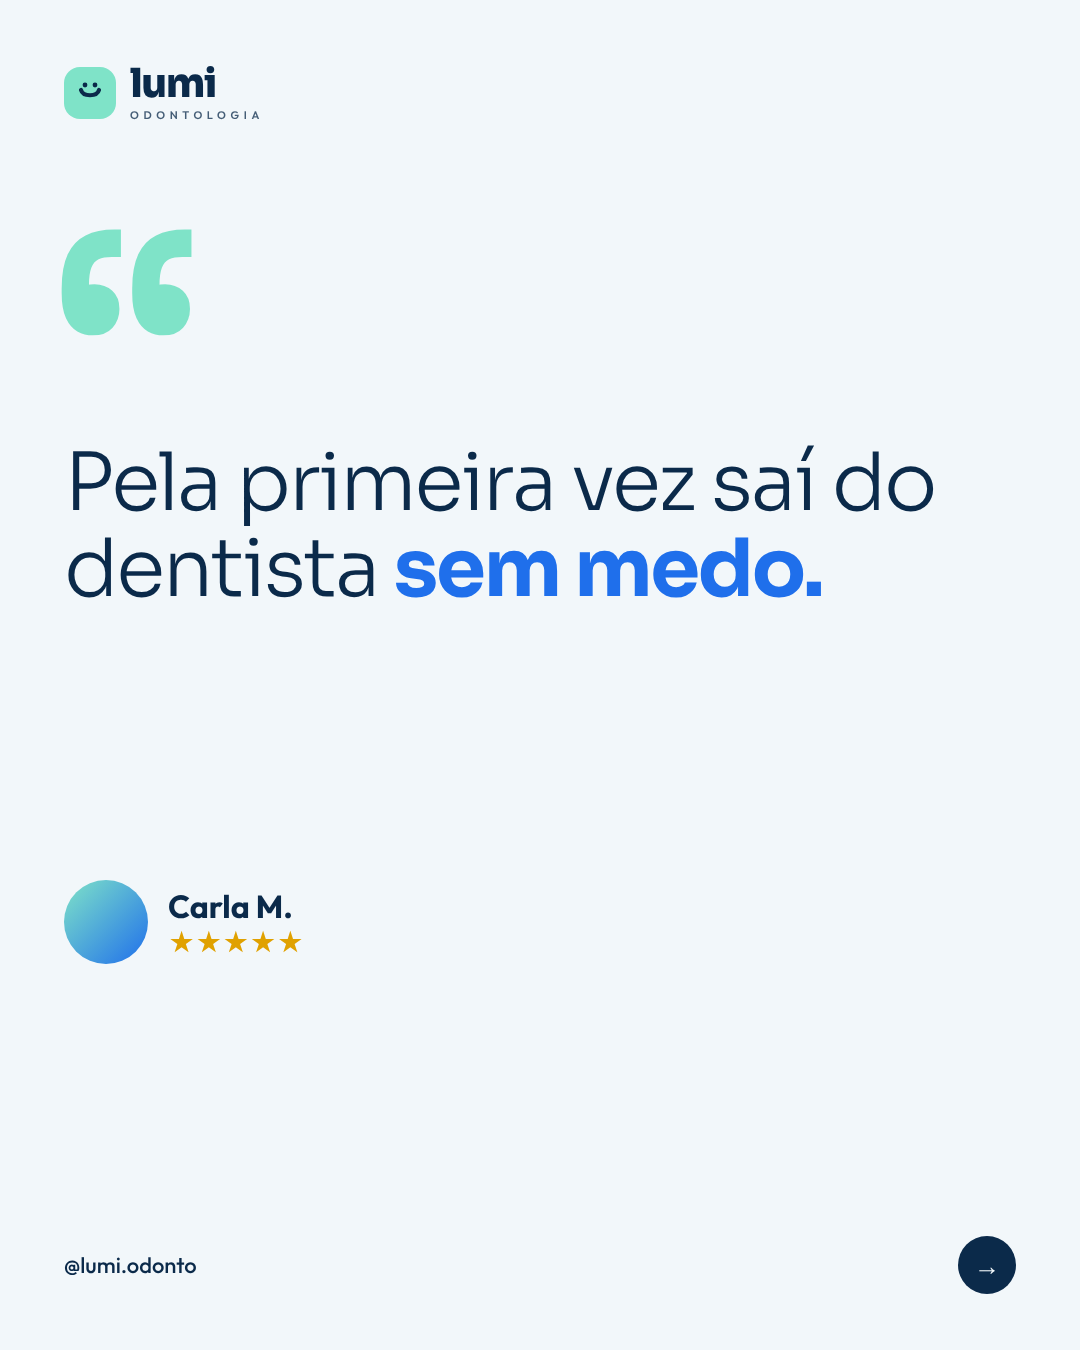 lumi
ODONTOLOGIA
“
Pela primeira vez saí do
dentista sem medo.
Carla M.
★★★★★
@lumi.odonto
→